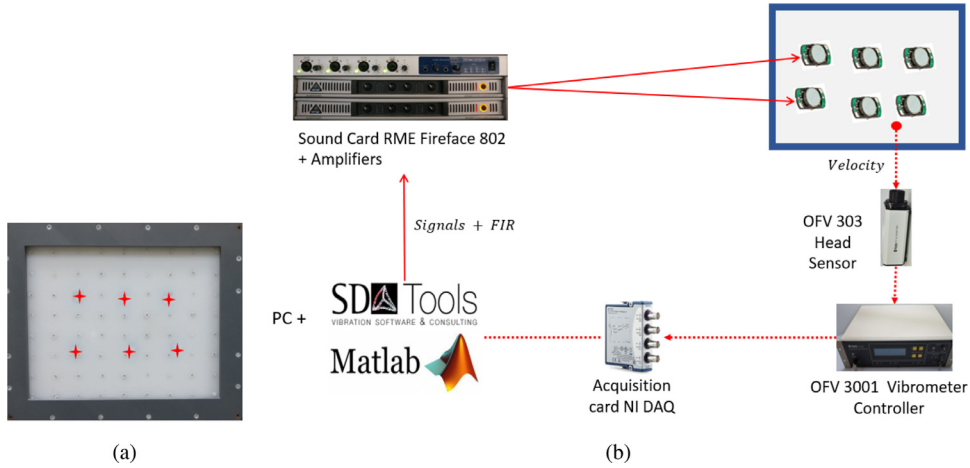 Sound Card RME Fireface 802
+ Amplifiers
Velocity
OFV 303
Head
Sensor
Signals + FIR
PC +
SD Tools
VIBRATION SOFTWARE & CONSULTING
Matlab
Acquisition
card NI DAQ
OFV 3001 Vibrometer
Controller
(a)
(b)